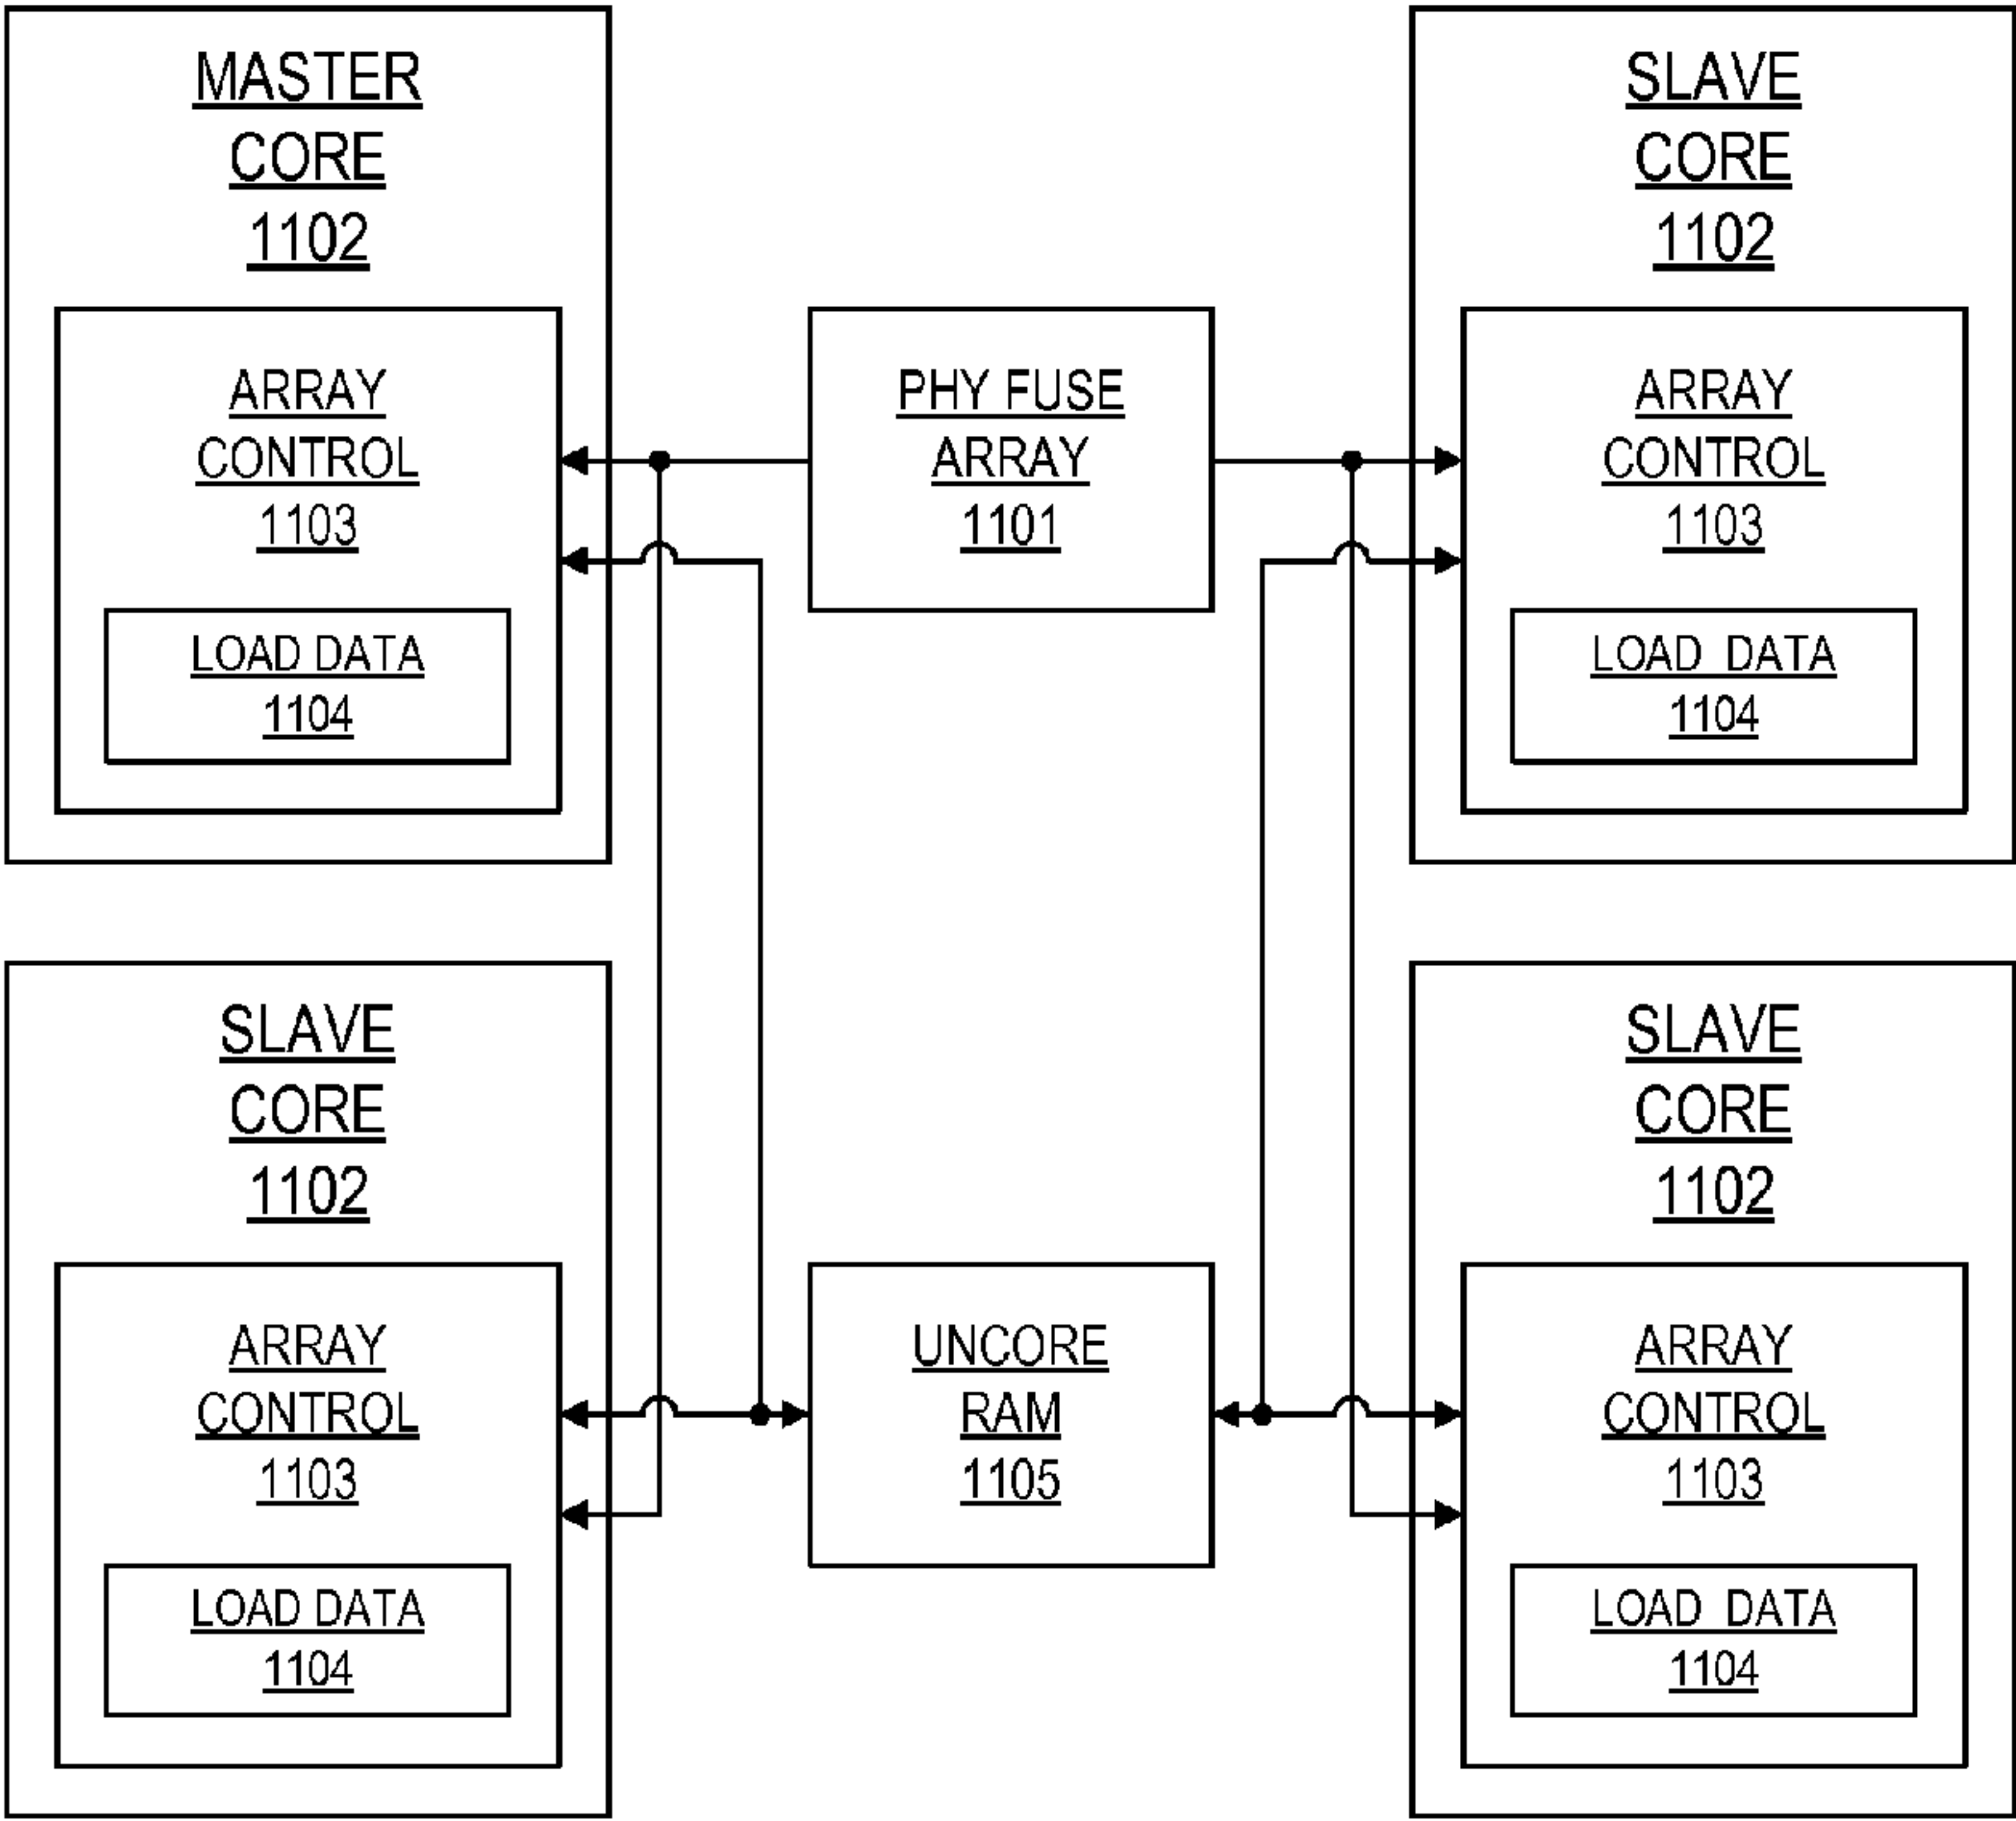 MASTER
CORE
1102
ARRAY
CONTROL
1103
LOAD DATA
1104
PHY FUSE
ARRAY
1101
SLAVE
CORE
1102
ARRAY
CONTROL
1103
LOAD DATA
1104
SLAVE
CORE
1102
ARRAY
CONTROL
1103
LOAD DATA
1104
UNCORE
RAM
1105
SLAVE
CORE
1102
ARRAY
CONTROL
1103
LOAD DATA
1104